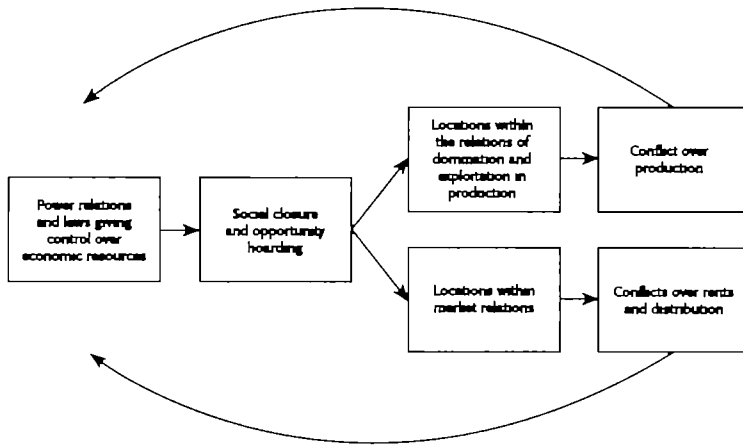 Locations within
the relations of
domination and
exploitation in
production
Conflict over
production
Power relations
and laws giving
control over
economic resources
Social closure
and opportunity
hoarding
Locations within
market relations
Conflicts over rents
and distribution